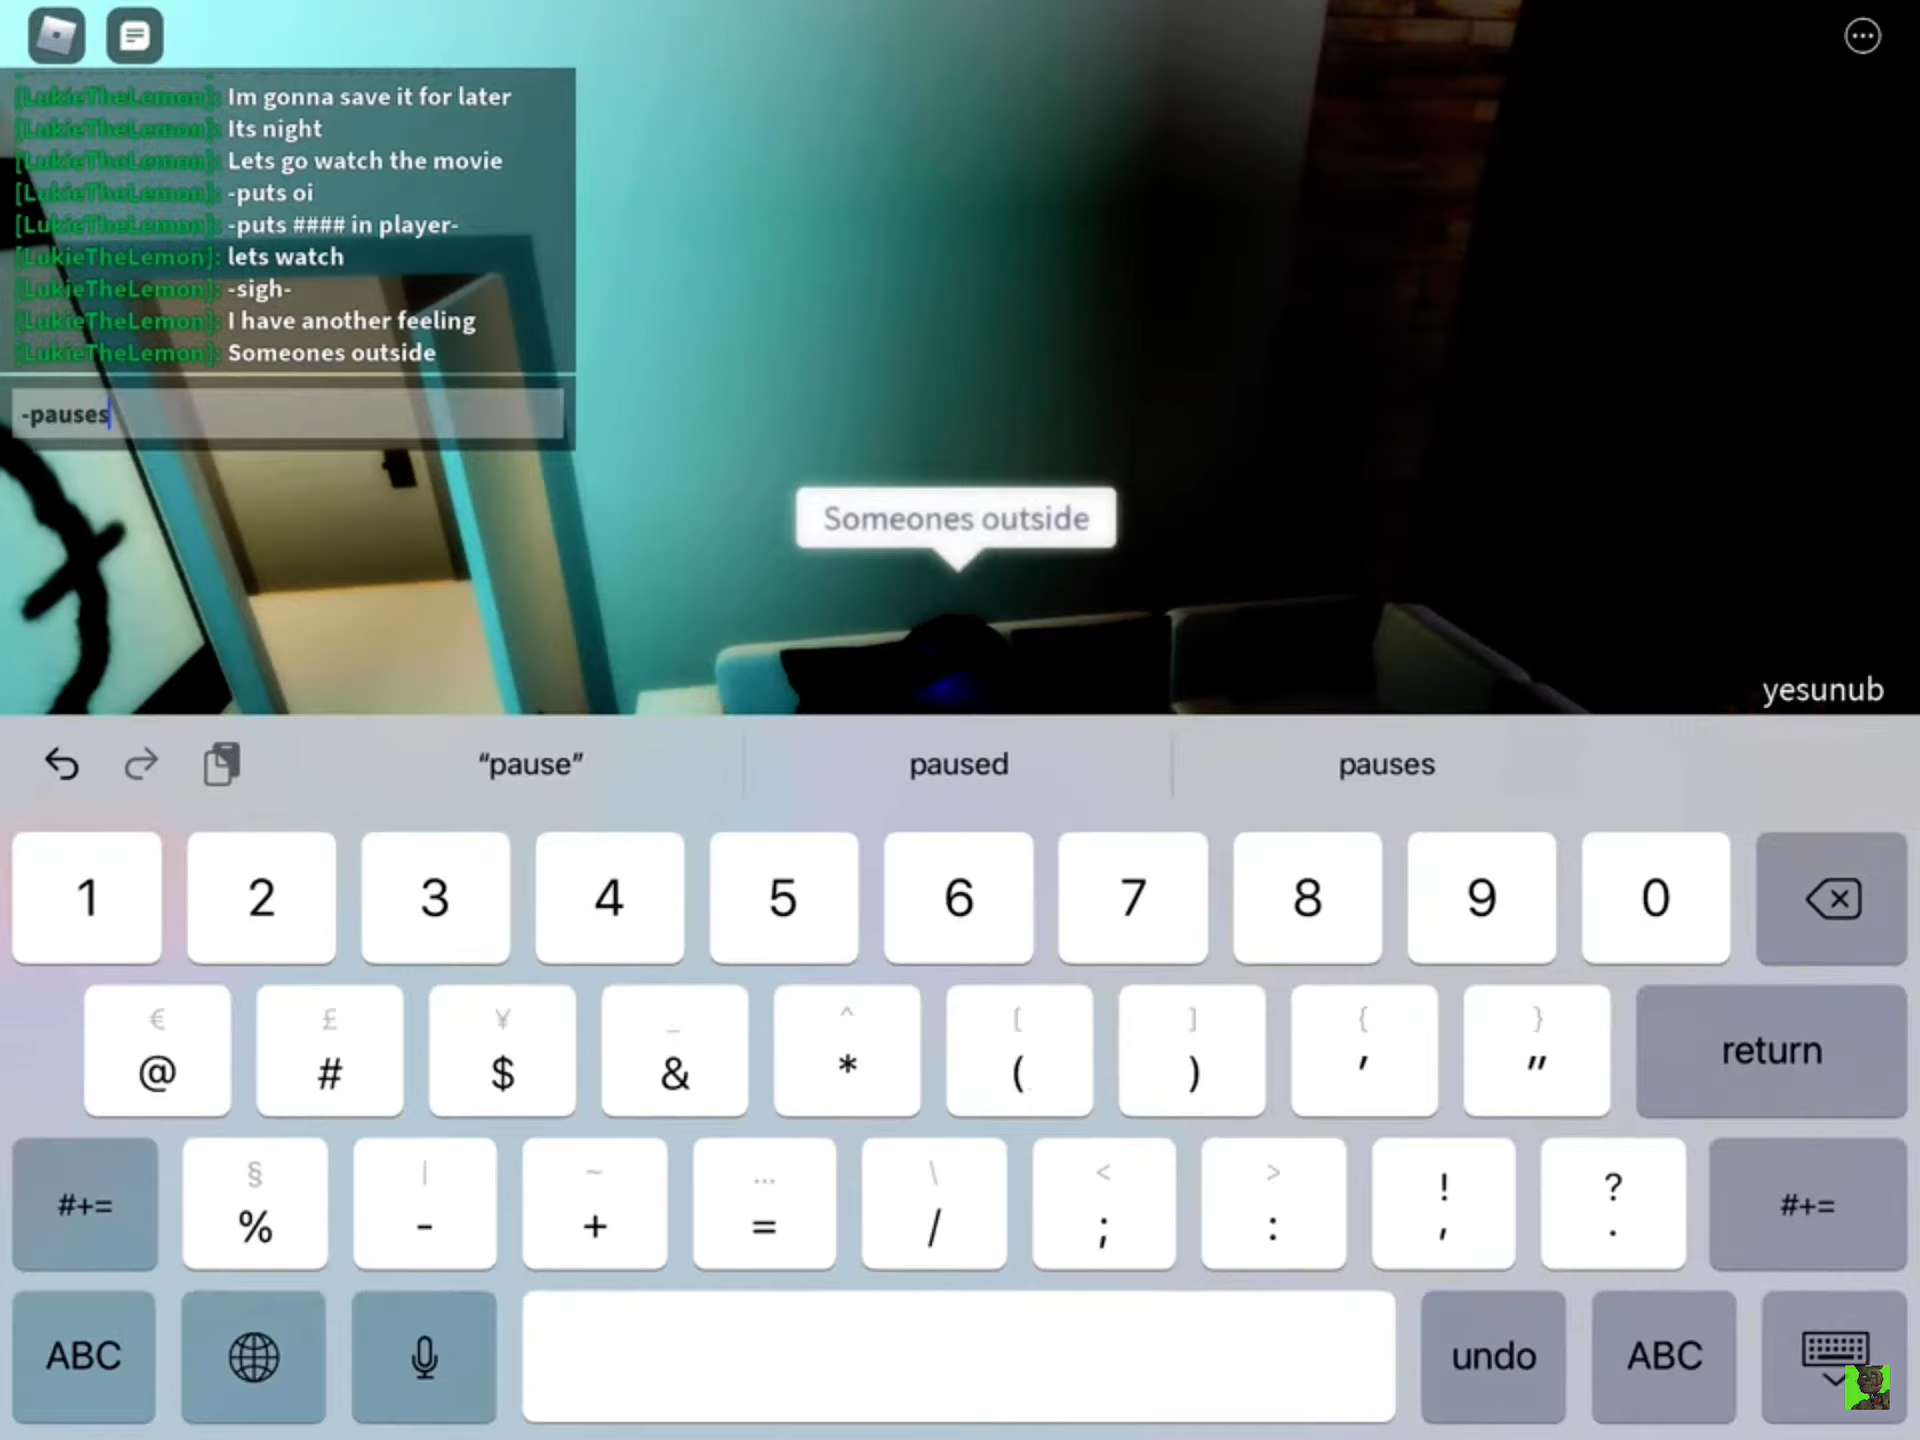 [LukieTheLemon]: Im gonna save it for later
[LukieTheLemon]: Its night
[LukieTheLemon]: Lets go watch the movie
[LukieTheLemon]: -puts oi
[LukieTheLemon]: -puts #### in player-
[LukieTheLemon]: lets watch
[LukieTheLemon]: -sigh-
[LukieTheLemon]: I have another feeling
[LukieTheLemon]: Someones outside
-pauses
Someones outside
yesunub
“pause” paused pauses
1 2 3 4 5 6 7 8 9 0
€ £ ¥ _ ^ [ ] { }
@ # $ & * ( ) ' " return
§ | ~ … \ < > ! ?
#+= % - + = / ; : , . #+=
ABC undo ABC